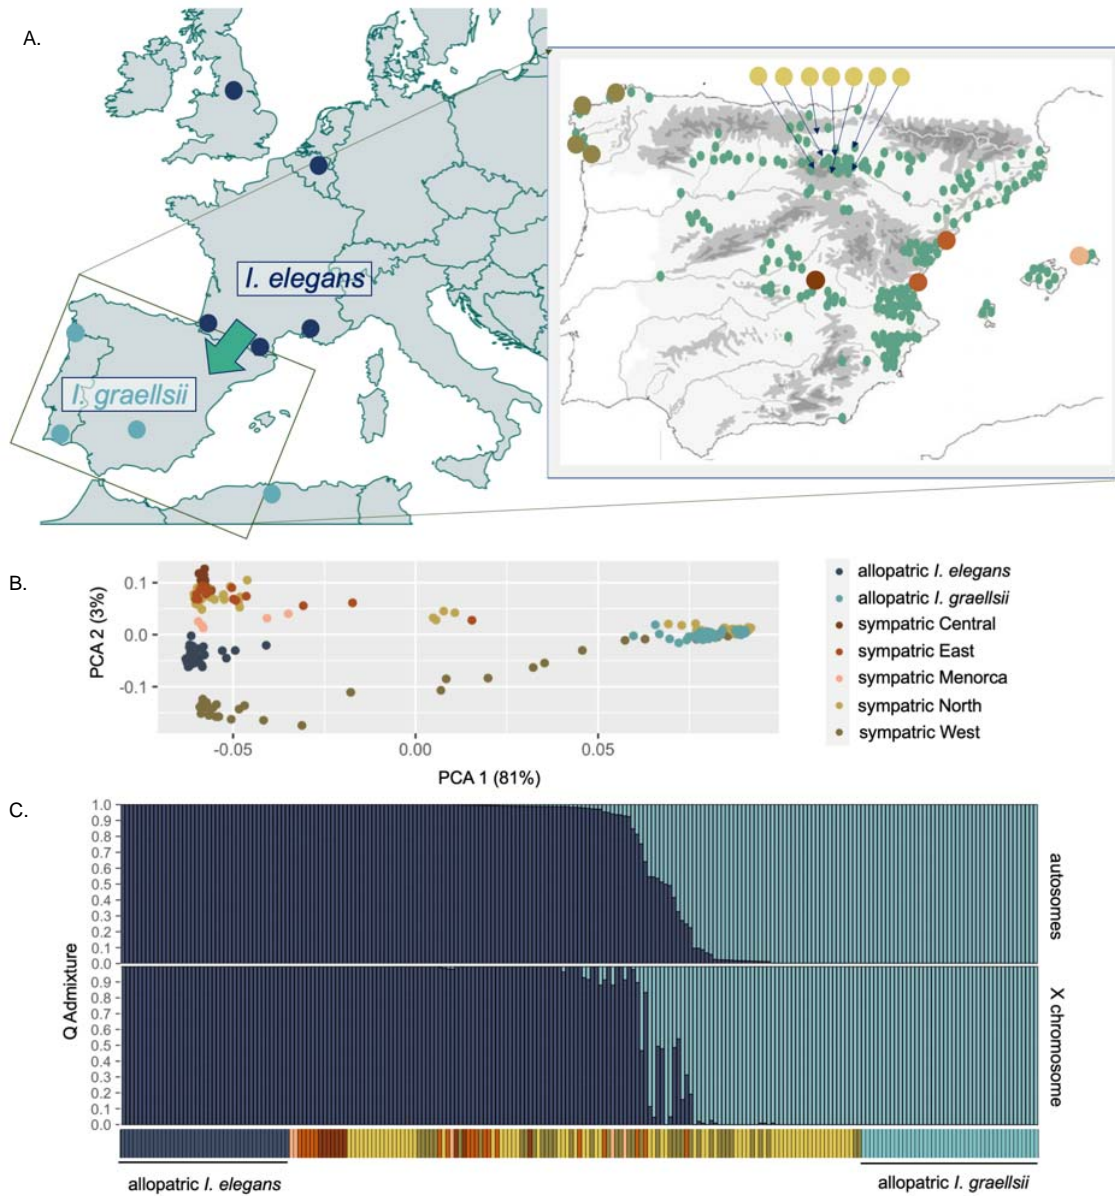 A.
I. elegans
I. graellsii
B.
PCA 2 (3%)
0.1
0.0
-0.1
-0.05
0.00
0.05
PCA 1 (81%)
allopatric I. elegans
allopatric I. graellsii
sympatric Central
sympatric East
sympatric Menorca
sympatric North
sympatric West
C.
Q Admixture
1.0
0.9
0.8
0.7
0.6
0.5
0.4
0.3
0.2
0.1
0.0
autosomes
0.9
0.8
0.7
0.6
0.5
0.4
0.3
0.2
0.1
0.0
X chromosome
allopatric I. elegans
allopatric I. graellsii